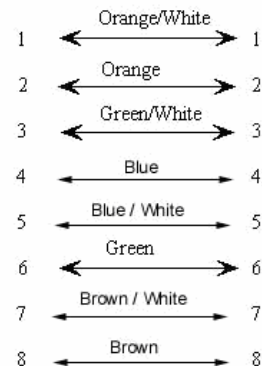 Orange/White
1 1
Orange
2 2
Green/White
3 3
Blue
4 4
Blue / White
5 5
Green
6 6
Brown / White
7 7
Brown
8 8